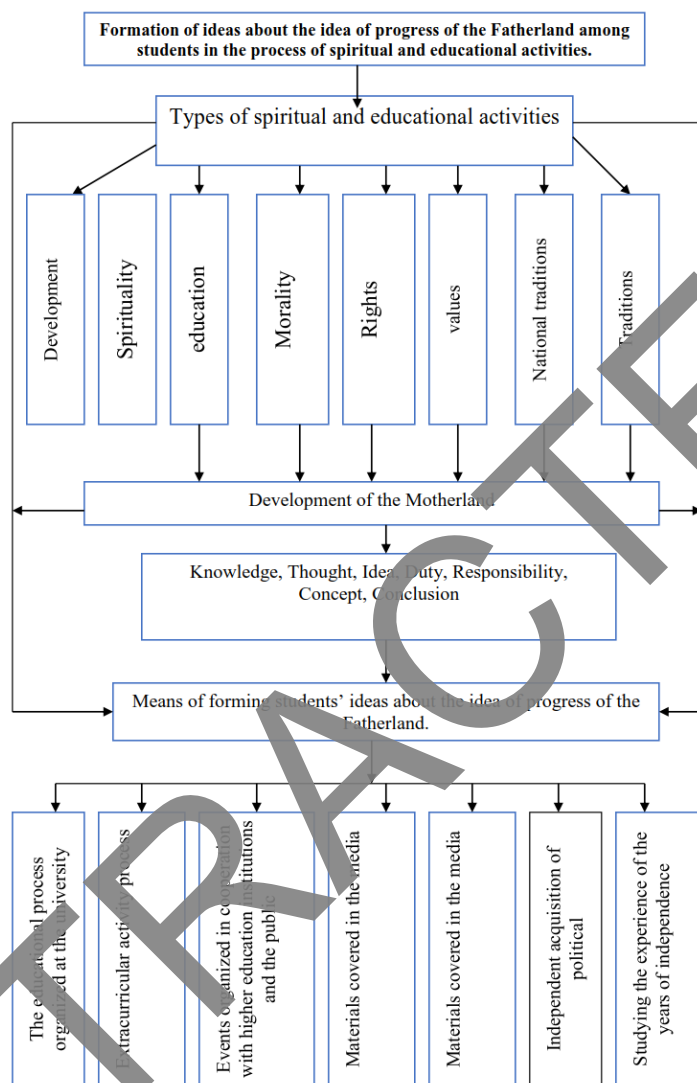 Formation of ideas about the idea of progress of the Fatherland among
students in the process of spiritual and educational activities.
Types of spiritual and educational activities
Development
Spirituality
education
Morality
Rights
values
National traditions
Traditions
Development of the Motherland
Knowledge, Thought, Idea, Duty, Responsibility,
Concept, Conclusion
Means of forming students’ ideas about the idea of progress of the
Fatherland.
The educational process
organized at the university
Extracurricular activity process
Events organized in cooperation
with higher education institutions
and the public
Materials covered in the media
Materials covered in the media
Independent acquisition of
political
Studying the experience of the
years of independence
TRACTE